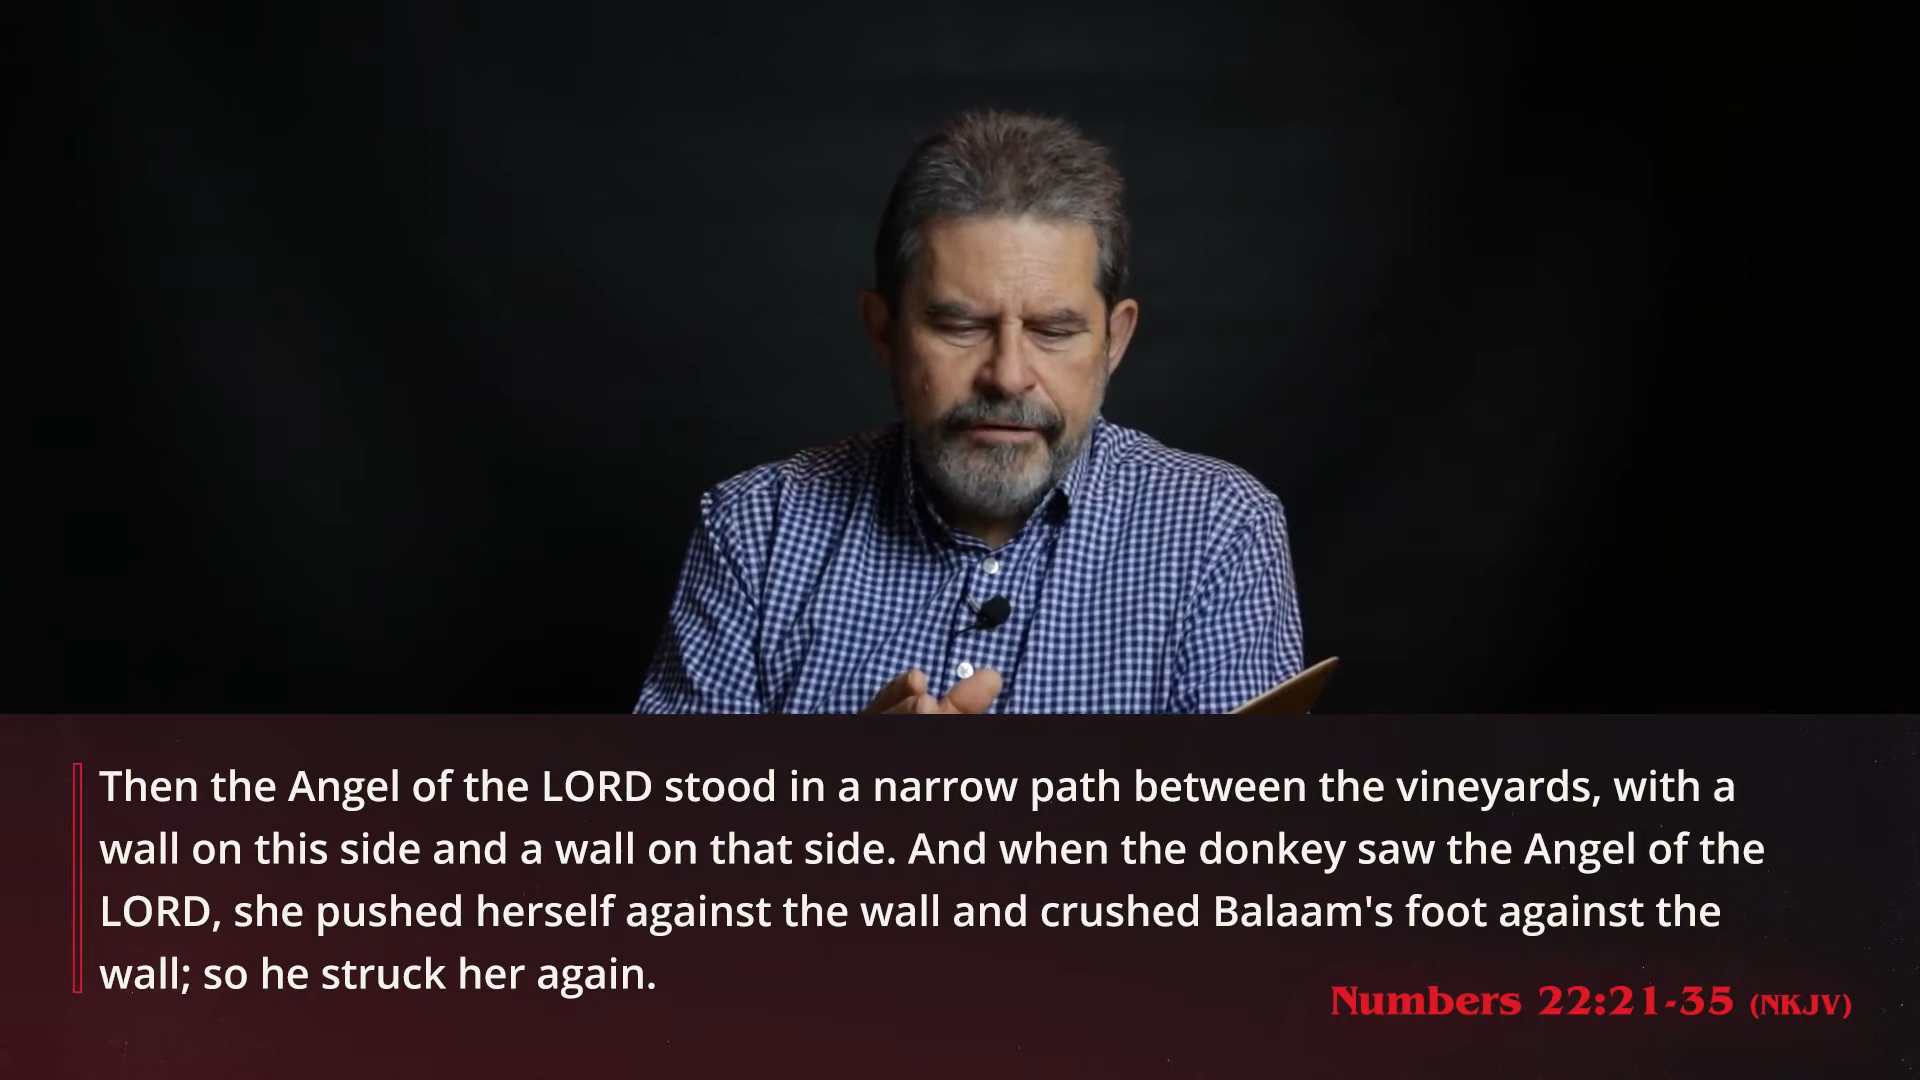 Then the Angel of the LORD stood in a narrow path between the vineyards, with a
wall on this side and a wall on that side. And when the donkey saw the Angel of the
LORD, she pushed herself against the wall and crushed Balaam's foot against the
wall; so he struck her again.
Numbers 22:21-35 (NKJV)